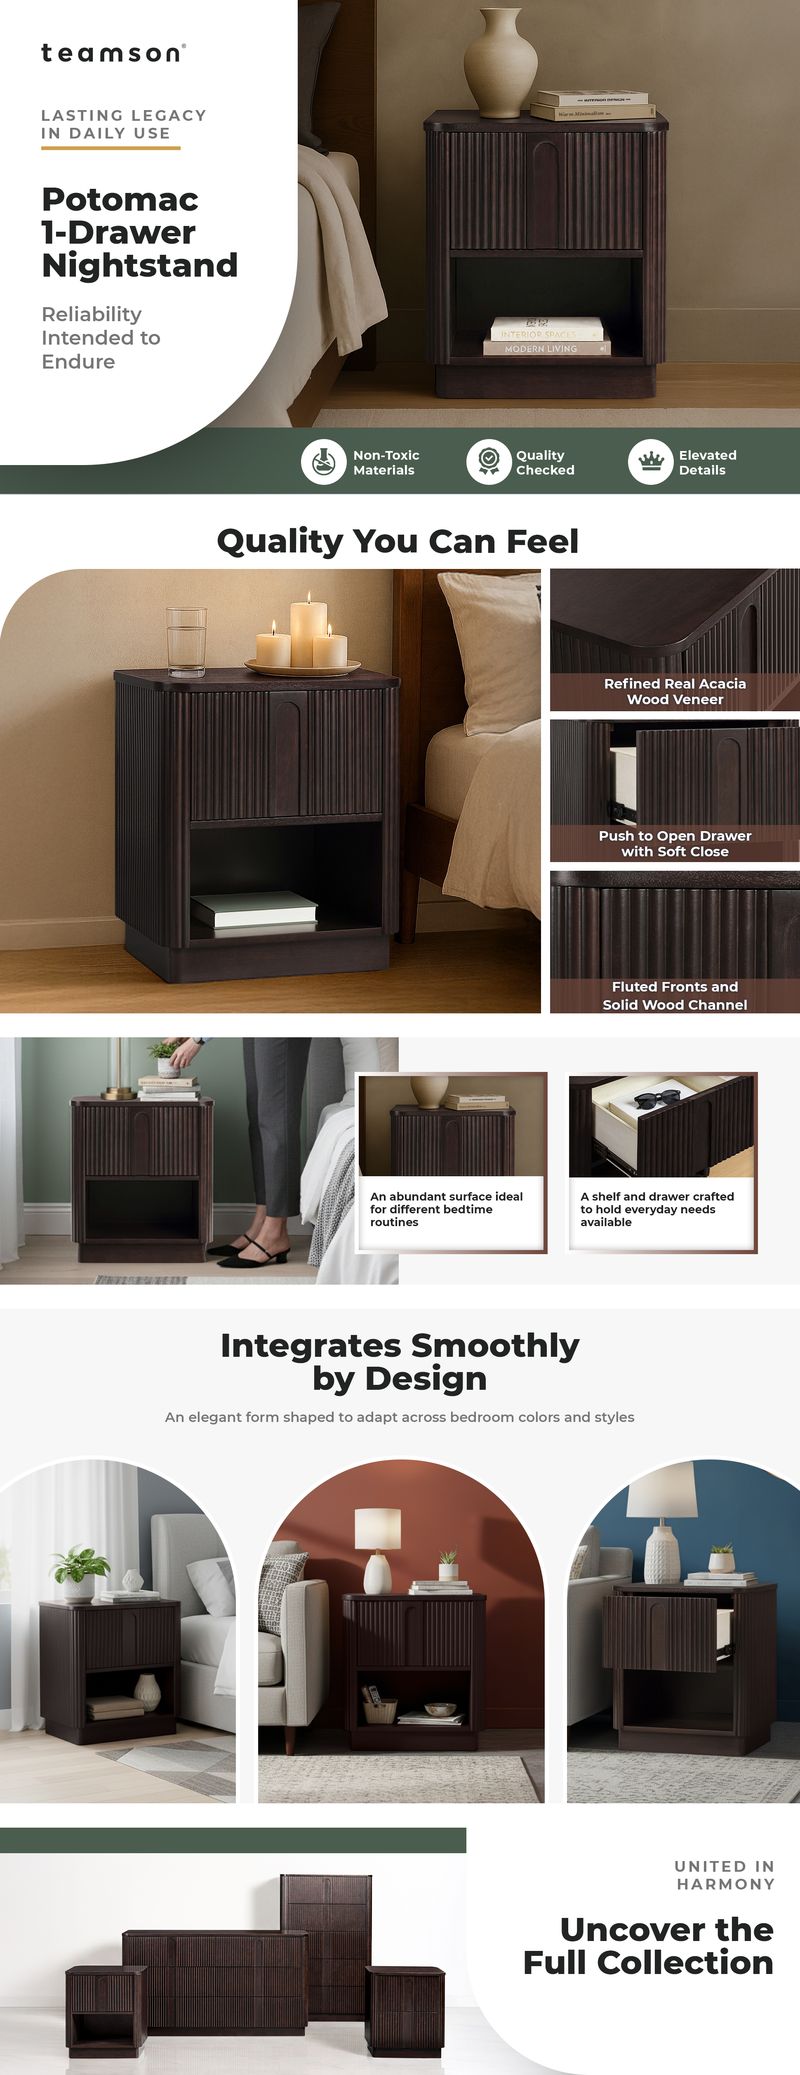 teamson®
LASTING LEGACY
IN DAILY USE
Potomac
1-Drawer
Nightstand
Reliability
Intended to
Endure
INTERIOR DESIGN
Warm Minimalism
INTERIOR SPACES
MODERN LIVING
Non-Toxic
Materials
Quality
Checked
Elevated
Details
Quality You Can Feel
Refined Real Acacia
Wood Veneer
Push to Open Drawer
with Soft Close
Fluted Fronts and
Solid Wood Channel
An abundant surface ideal
for different bedtime
routines
A shelf and drawer crafted
to hold everyday needs
available
Integrates Smoothly
by Design
An elegant form shaped to adapt across bedroom colors and styles
UNITED IN
HARMONY
Uncover the
Full Collection